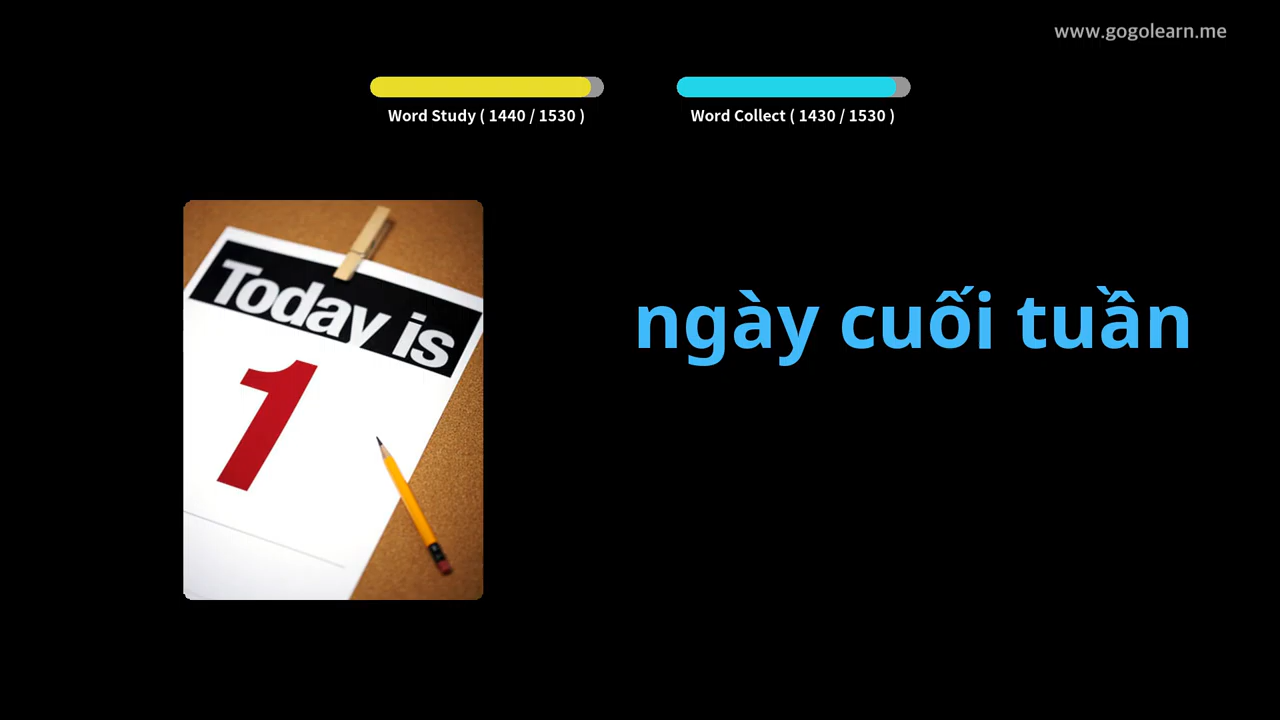 www.gogolearn.me
Word Study ( 1440 / 1530 )
Word Collect ( 1430 / 1530 )
Today is
1
ngày cuối tuần